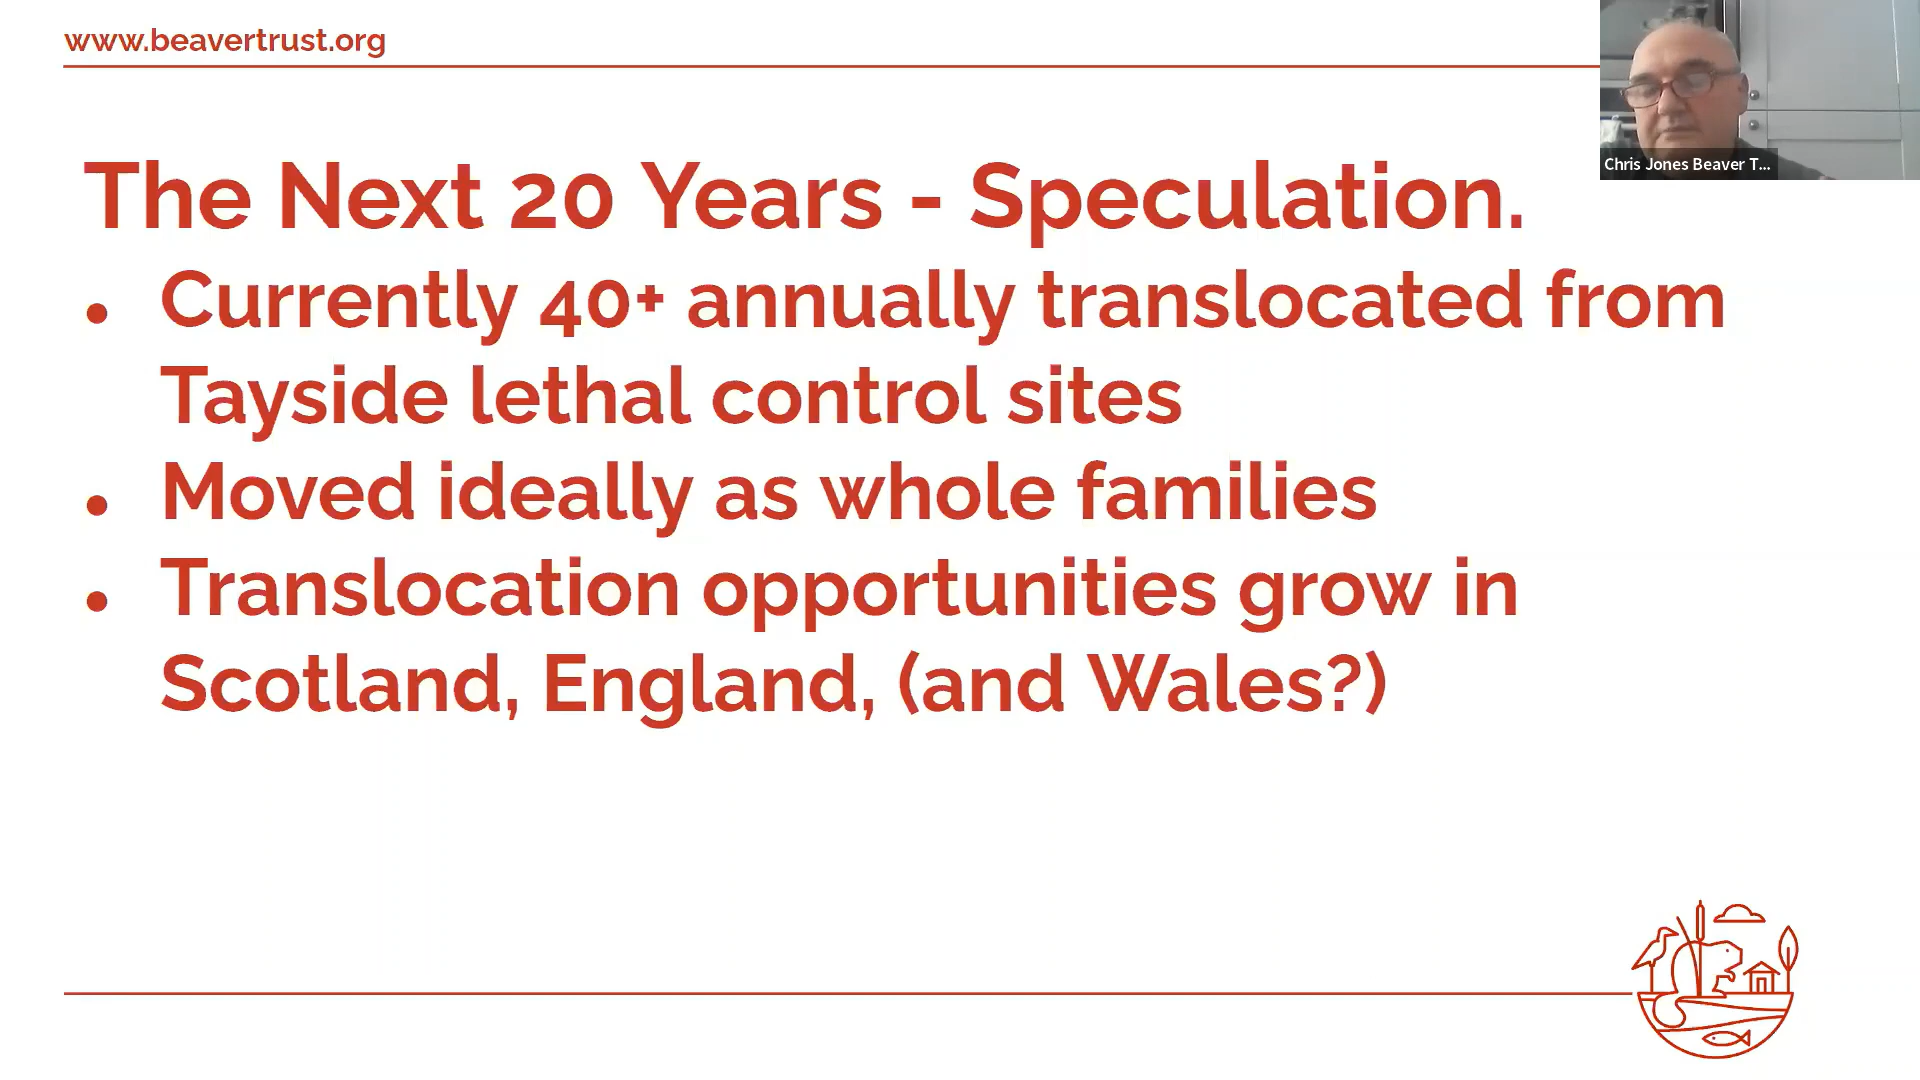 www.beavertrust.org
Chris Jones Beaver T...
The Next 20 Years - Speculation.
• Currently 40+ annually translocated from
Tayside lethal control sites
• Moved ideally as whole families
• Translocation opportunities grow in
Scotland, England, (and Wales?)